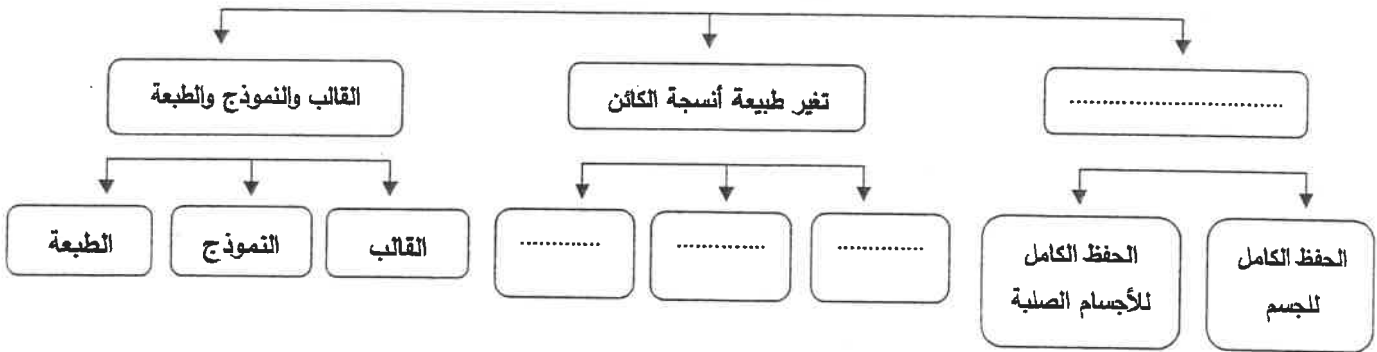 ............................
تغير طبيعة أنسجة الكائن
القالب والنموذج والطبعة
الحفظ الكامل
للجسم
الحفظ الكامل
للأجسام الصلبة
............
............
............
القالب
النموذج
الطبعة